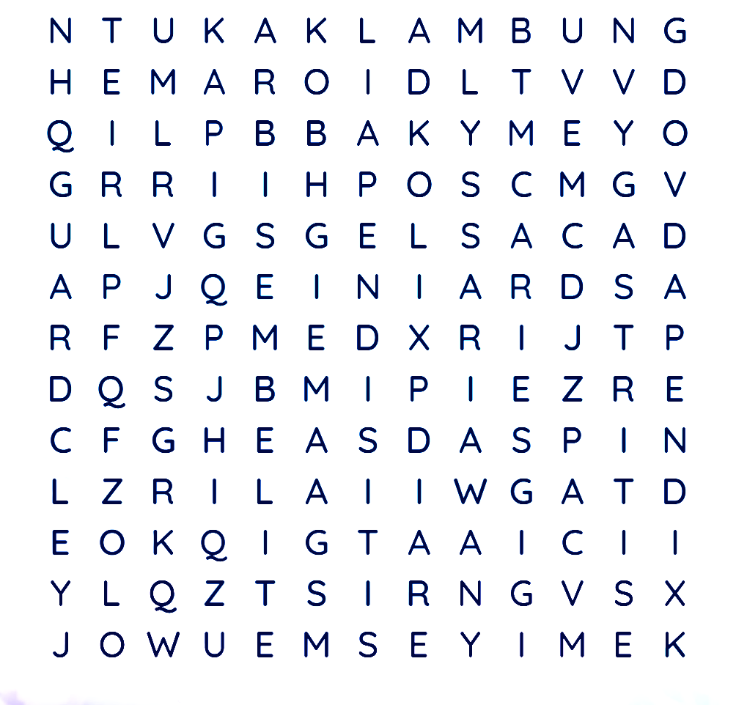 N T U K A K L A M B U N G
H E M A R O I D L T V V D
Q I L P B B A K Y M E Y O
G R R I I H P O S C M G V
U L V G S G E L S A C A D
A P J Q E I N I A R D S A
R F Z P M E D X R I J T P
D Q S J B M I P I E Z R E
C F G H E A S D A S P I N
L Z R I L A I I W G A T D
E O K Q I G T A A I C I I
Y L Q Z T S I R N G V S X
J O W U E M S E Y I M E K